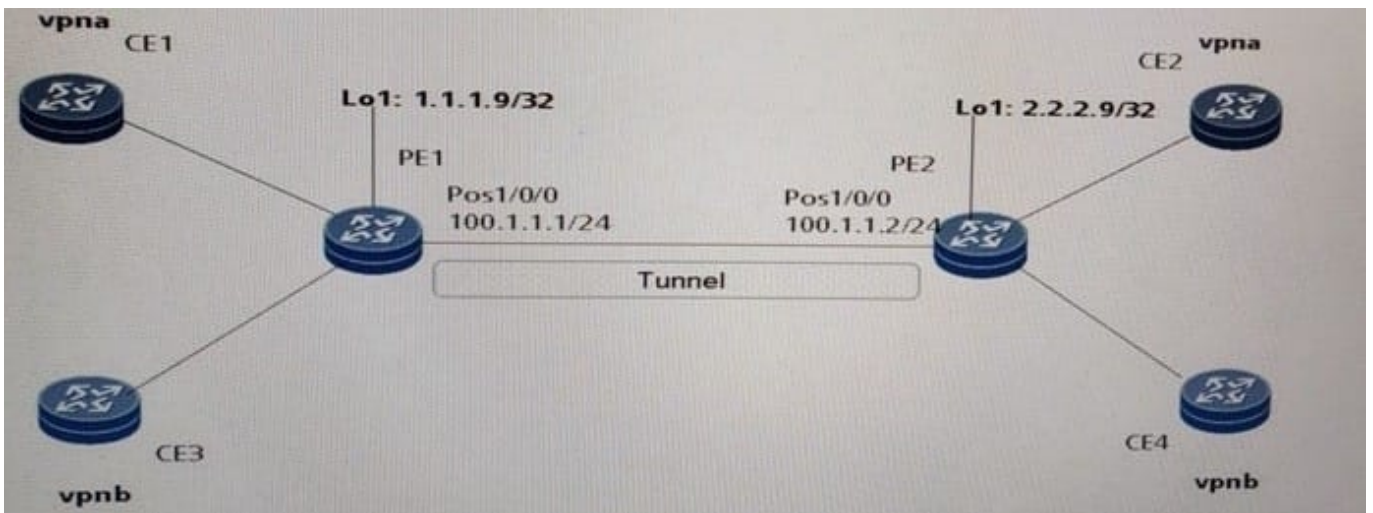 vpna
CE1
vpna
CE2
Lo1: 1.1.1.9/32
Lo1: 2.2.2.9/32
PE1
PE2
Pos1/0/0
100.1.1.1/24
Pos1/0/0
100.1.1.2/24
Tunnel
CE3
vpnb
CE4
vpnb